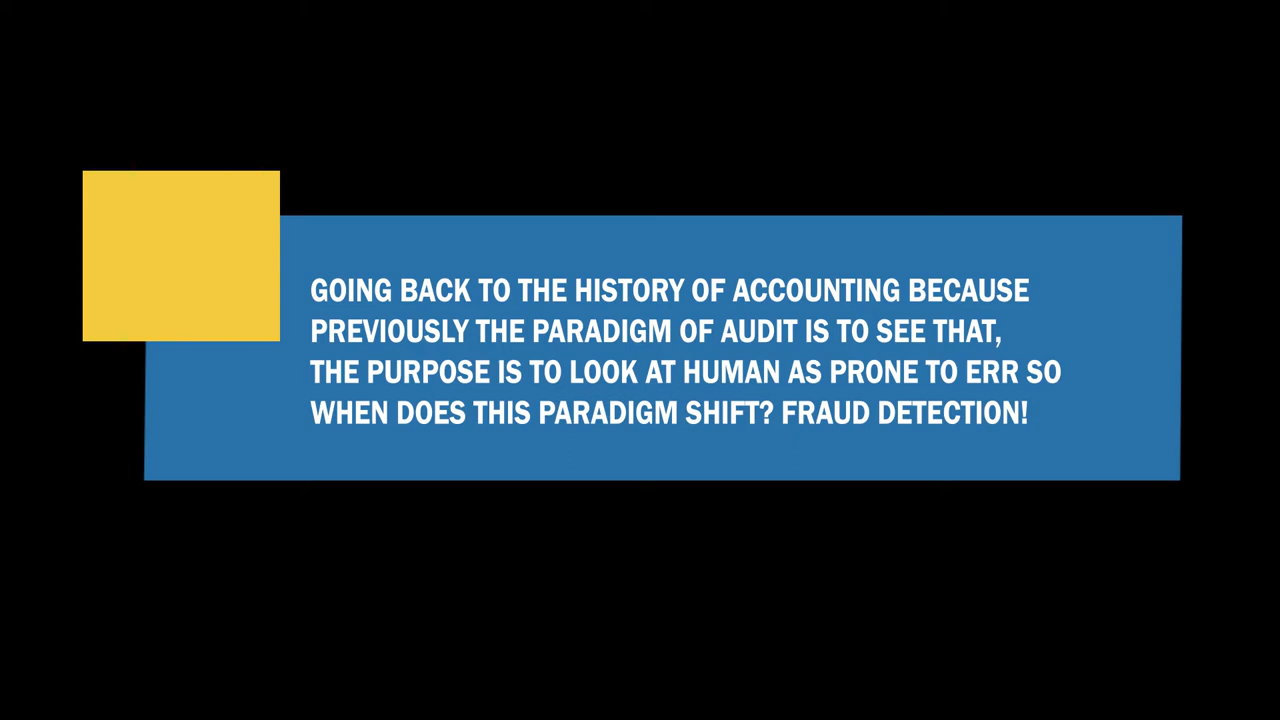 GOING BACK TO THE HISTORY OF ACCOUNTING BECAUSE
PREVIOUSLY THE PARADIGM OF AUDIT IS TO SEE THAT,
THE PURPOSE IS TO LOOK AT HUMAN AS PRONE TO ERR SO
WHEN DOES THIS PARADIGM SHIFT? FRAUD DETECTION!